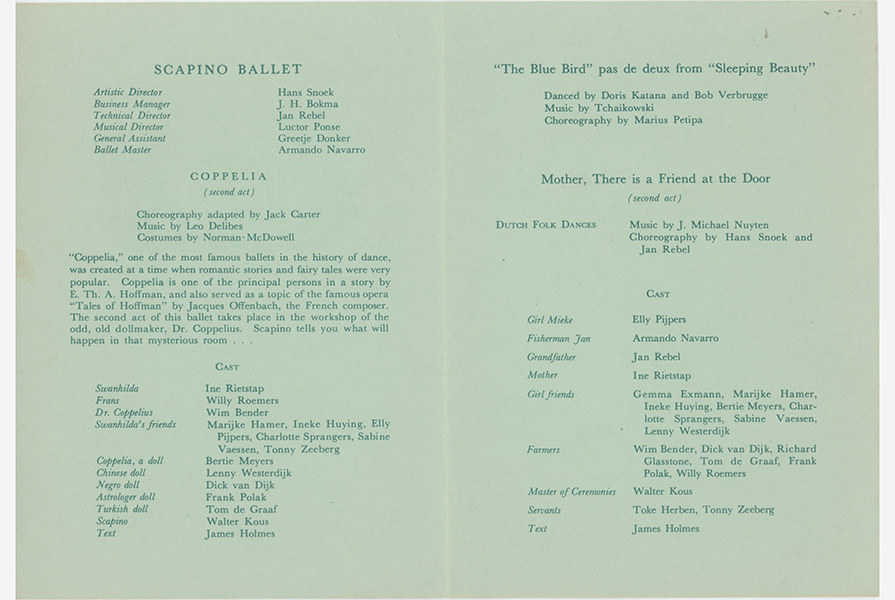 SCAPINO BALLET
Artistic Director Hans Snoek
Business Manager J. H. Bokma
Technical Director Jan Rebel
Musical Director Luctor Ponse
General Assistant Greetje Donker
Ballet Master Armando Navarro
COPPELIA
(second act)
Choreography adapted by Jack Carter
Music by Leo Delibes
Costumes by Norman-McDowell
"Coppelia," one of the most famous ballets in the history of dance,
was created at a time when romantic stories and fairy tales were very
popular. Coppelia is one of the principal persons in a story by
E. Th. A. Hoffman, and also served as a topic of the famous opera
"Tales of Hoffman" by Jacques Offenbach, the French composer.
The second act of this ballet takes place in the workshop of the
odd, old dollmaker, Dr. Coppelius. Scapino tells you what will
happen in that mysterious room . . .
CAST
Swanhilda Ine Rietstap
Frans Willy Roemers
Dr. Coppelius Wim Bender
Swanhilda's friends Marijke Hamer, Ineke Huying, Elly
Pijpers, Charlotte Sprangers, Sabine
Vaessen, Tonny Zeeberg
Coppelia, a doll Bertie Meyers
Chinese doll Lenny Westerdijk
Negro doll Dick van Dijk
Astrologer doll Frank Polak
Turkish doll Tom de Graaf
Scapino Walter Kous
Text James Holmes
"The Blue Bird" pas de deux from "Sleeping Beauty"
Danced by Doris Katana and Bob Verbrugge
Music by Tchaikowski
Choreography by Marius Petipa
Mother, There is a Friend at the Door
(second act)
DUTCH FOLK DANCES Music by J. Michael Nuyten
Choreography by Hans Snoek and
Jan Rebel
CAST
Girl Mieke Elly Pijpers
Fisherman Jan Armando Navarro
Grandfather Jan Rebel
Mother Ine Rietstap
Girl friends Gemma Exmann, Marijke Hamer,
Ineke Huying, Bertie Meyers, Char-
lotte Sprangers, Sabine Vaessen,
Lenny Westerdijk
Farmers Wim Bender, Dick van Dijk, Richard
Glasstone, Tom de Graaf, Frank
Polak, Willy Roemers
Master of Ceremonies Walter Kous
Servants Toke Herben, Tonny Zeeberg
Text James Holmes